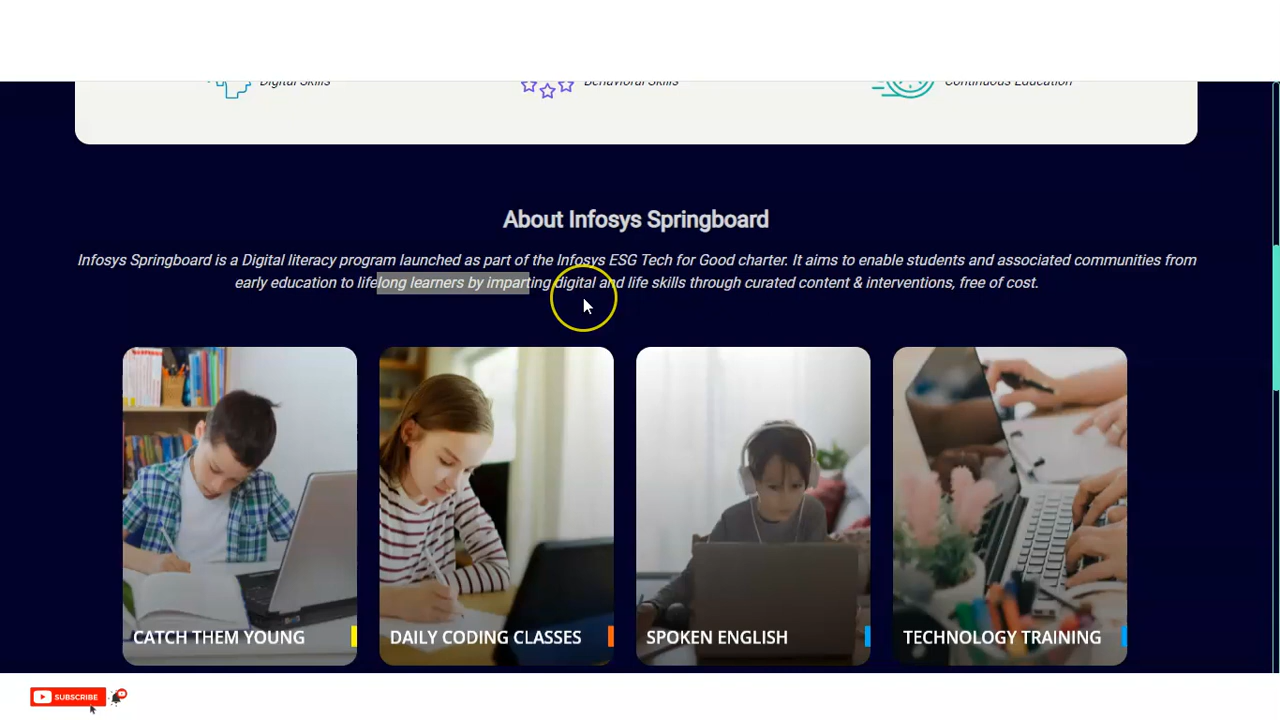 Digital Skills
Behavioral Skills
Continuous Education
About Infosys Springboard
Infosys Springboard is a Digital literacy program launched as part of the Infosys ESG Tech for Good charter. It aims to enable students and associated communities from
early education to lifelong learners by imparting digital and life skills through curated content & interventions, free of cost.
CATCH THEM YOUNG
DAILY CODING CLASSES
SPOKEN ENGLISH
TECHNOLOGY TRAINING
SUBSCRIBE